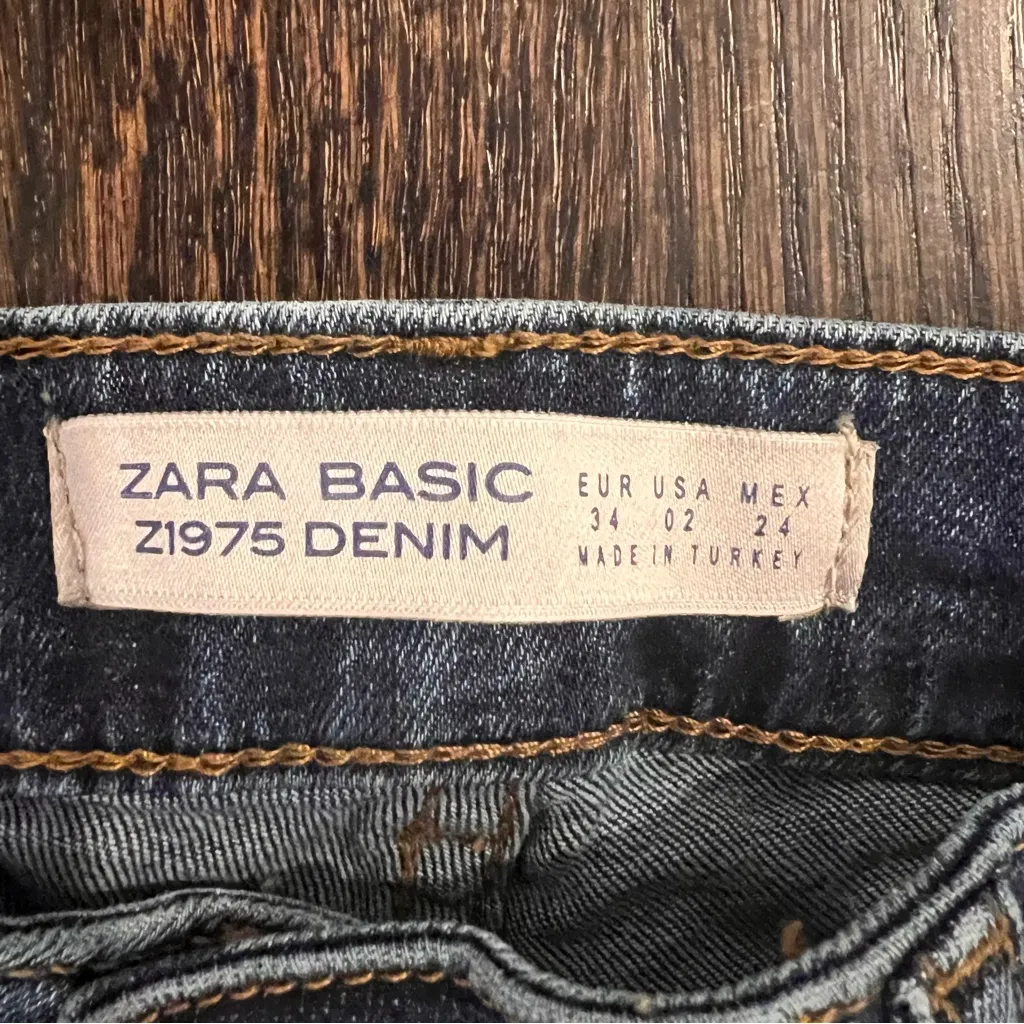 ZARA BASIC
Z1975 DENIM
EUR USA MEX
34 02 24
MADE IN TURKEY